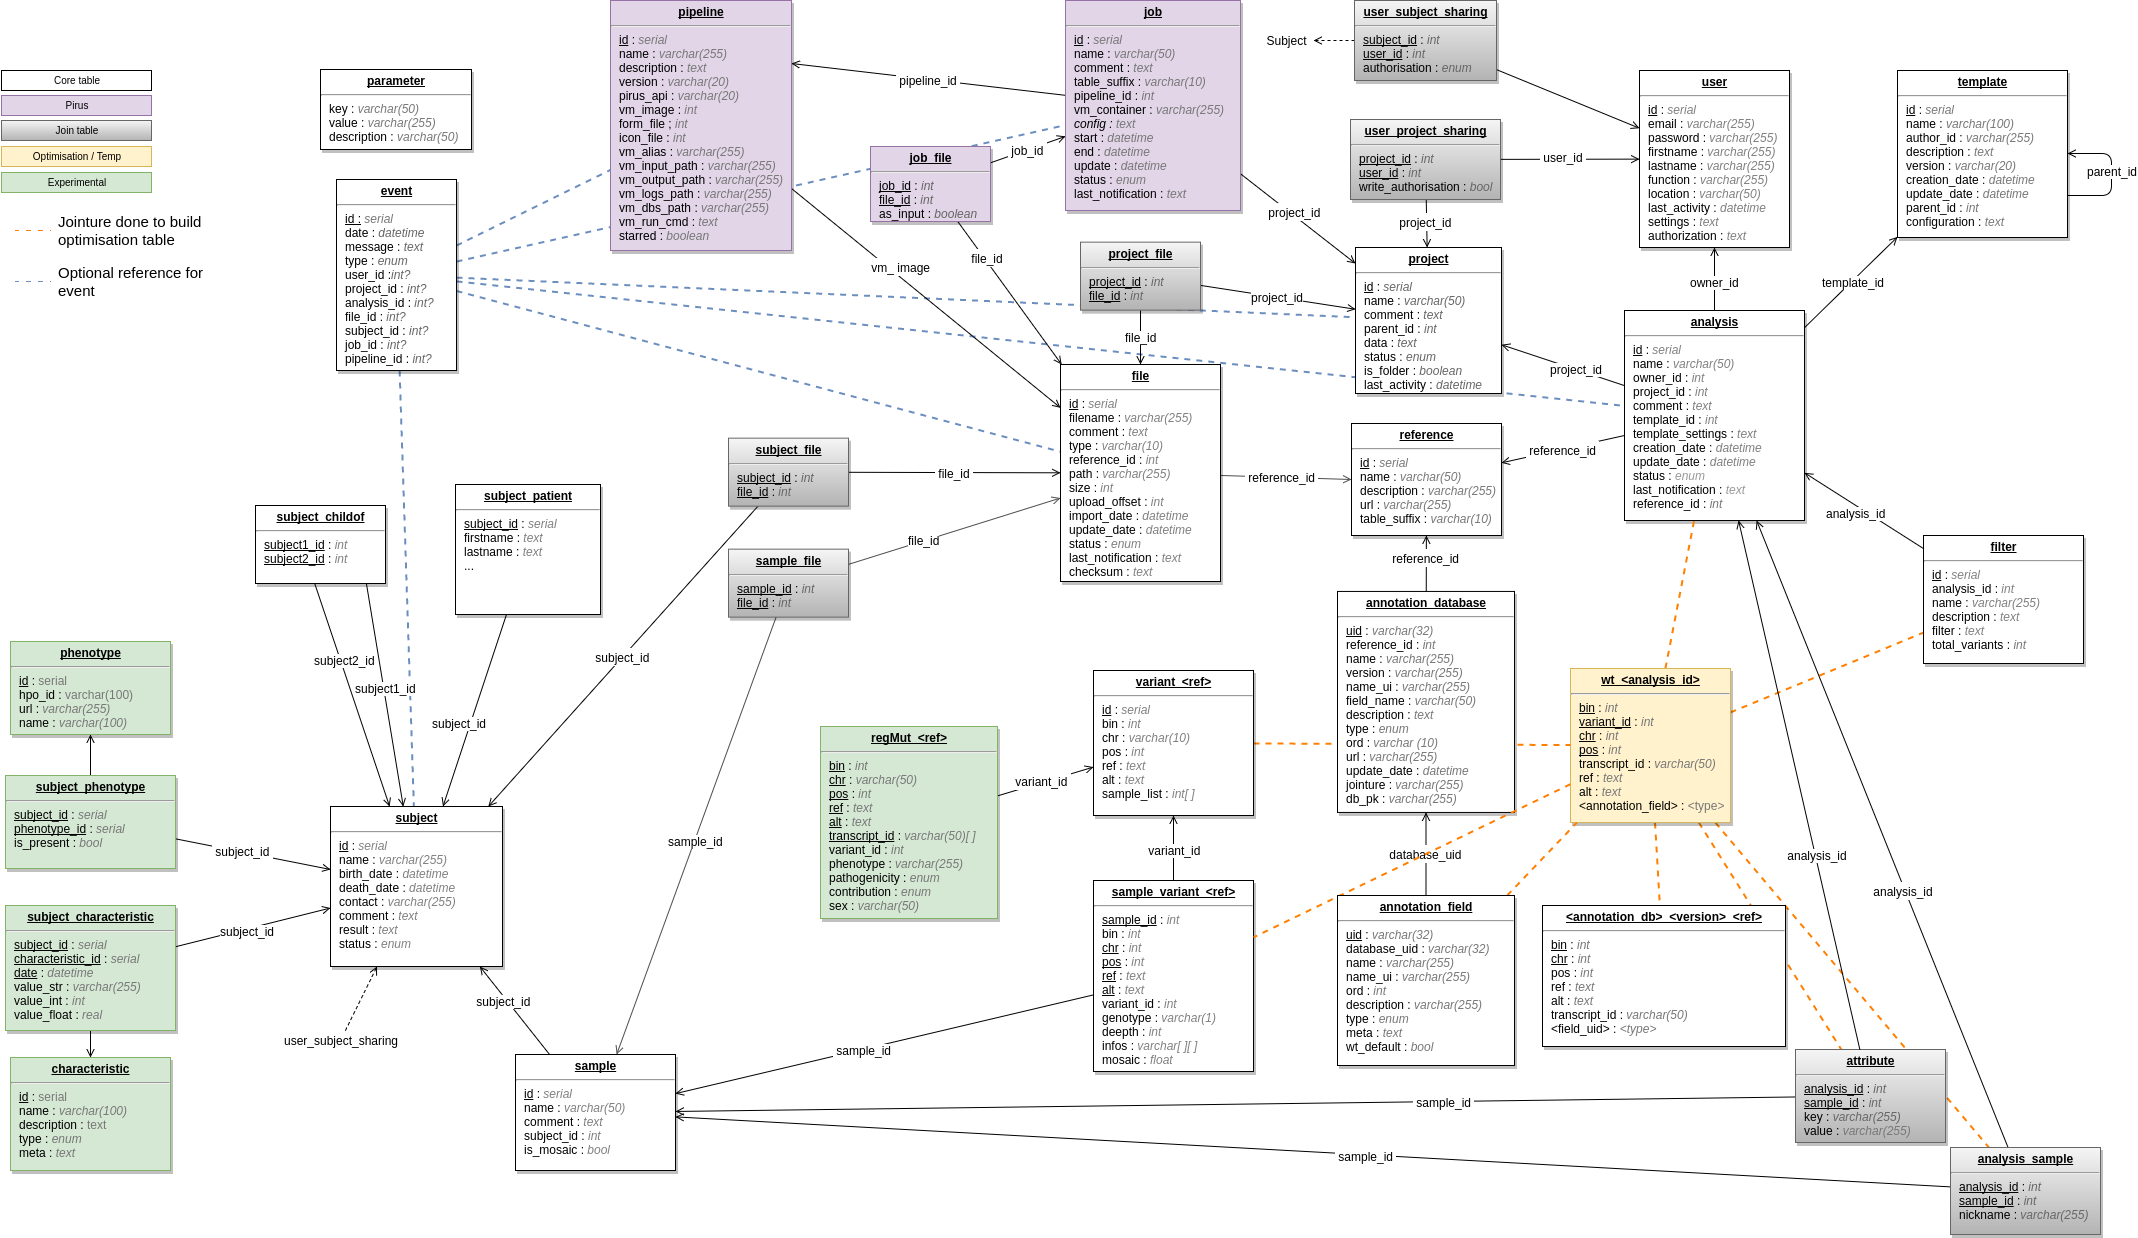 Core table
Pirus
Join table
Optimisation / Temp
Experimental
Jointure done to build
optimisation table
Optional reference for
event
parameter
key : varchar(50)
value : varchar(255)
description : varchar(50)
event
id : serial
date : datetime
message : text
type : enum
user_id :int?
project_id : int?
analysis_id : int?
file_id : int?
subject_id : int?
job_id : int?
pipeline_id : int?
pipeline
id : serial
name : varchar(255)
description : text
version : varchar(20)
pirus_api : varchar(20)
vm_image : int
form_file ; int
icon_file : int
vm_alias : varchar(255)
vm_input_path : varchar(255)
vm_output_path : varchar(255)
vm_logs_path : varchar(255)
vm_dbs_path : varchar(255)
vm_run_cmd : text
starred : boolean
pipeline_id
job_file
job_id : int
file_id : int
as_input : boolean
job_id
job
id : serial
name : varchar(50)
comment : text
table_suffix : varchar(10)
pipeline_id : int
vm_container : varchar(255)
config : text
start : datetime
end : datetime
update : datetime
status : enum
last_notification : text
Subject
user_subject_sharing
subject_id : int
user_id : int
authorisation : enum
user_project_sharing
project_id : int
user_id : int
write_authorisation : bool
user_id
project_id
project_id
user
id : serial
email : varchar(255)
password : varchar(255)
firstname : varchar(255)
lastname : varchar(255)
function : varchar(255)
location : varchar(50)
last_activity : datetime
settings : text
authorization : text
template
id : serial
name : varchar(100)
author_id : varchar(255)
description : text
version : varchar(20)
creation_date : datetime
update_date : datetime
parent_id : int
configuration : text
parent_id
vm_ image
file_id
project_file
project_id : int
file_id : int
project_id
file_id
project
id : serial
name : varchar(50)
comment : text
parent_id : int
data : text
status : enum
is_folder : boolean
last_activity : datetime
owner_id
template_id
analysis
id : serial
name : varchar(50)
owner_id : int
project_id : int
comment : text
template_id : int
template_settings : text
creation_date : datetime
update_date : datetime
status : enum
last_notification : text
reference_id : int
project_id
reference_id
file
id : serial
filename : varchar(255)
comment : text
type : varchar(10)
reference_id : int
path : varchar(255)
size : int
upload_offset : int
import_date : datetime
update_date : datetime
status : enum
last_notification : text
checksum : text
reference_id
reference
id : serial
name : varchar(50)
description : varchar(255)
url : varchar(255)
table_suffix : varchar(10)
reference_id
analysis_id
filter
id : serial
analysis_id : int
name : varchar(255)
description : text
filter : text
total_variants : int
subject_file
subject_id : int
file_id : int
file_id
sample_file
sample_id : int
file_id : int
file_id
subject_childof
subject1_id : int
subject2_id : int
subject_patient
subject_id : serial
firstname : text
lastname : text
...
subject2_id
subject1_id
subject_id
subject_id
phenotype
id : serial
hpo_id : varchar(100)
url : varchar(255)
name : varchar(100)
subject_phenotype
subject_id : serial
phenotype_id : serial
is_present : bool
subject_id
subject_characteristic
subject_id : serial
characteristic_id : serial
date : datetime
value_str : varchar(255)
value_int : int
value_float : real
subject_id
characteristic
id : serial
name : varchar(100)
description : text
type : enum
meta : text
subject
id : serial
name : varchar(255)
birth_date : datetime
death_date : datetime
contact : varchar(255)
comment : text
result : text
status : enum
user_subject_sharing
subject_id
sample_id
sample
id : serial
name : varchar(50)
comment : text
subject_id : int
is_mosaic : bool
regMut_<ref>
bin : int
chr : varchar(50)
pos : int
ref : text
alt : text
transcript_id : varchar(50)[ ]
variant_id : int
phenotype : varchar(255)
pathogenicity : enum
contribution : enum
sex : varchar(50)
variant_id
variant_<ref>
id : serial
bin : int
chr : varchar(10)
pos : int
ref : text
alt : text
sample_list : int[ ]
variant_id
sample_variant_<ref>
sample_id : int
bin : int
chr : int
pos : int
ref : text
alt : text
variant_id : int
genotype : varchar(1)
deepth : int
infos : varchar[ ][ ]
mosaic : float
sample_id
annotation_database
uid : varchar(32)
reference_id : int
name : varchar(255)
version : varchar(255)
name_ui : varchar(255)
field_name : varchar(50)
description : text
type : enum
ord : varchar (10)
url : varchar(255)
update_date : datetime
jointure : varchar(255)
db_pk : varchar(255)
database_uid
annotation_field
uid : varchar(32)
database_uid : varchar(32)
name : varchar(255)
name_ui : varchar(255)
ord : int
description : varchar(255)
type : enum
meta : text
wt_default : bool
wt_<analysis_id>
bin : int
variant_id : int
chr : int
pos : int
transcript_id : varchar(50)
ref : text
alt : text
<annotation_field> : <type>
<annotation_db>_<version>_<ref>
bin : int
chr : int
pos : int
ref : text
alt : text
transcript_id : varchar(50)
<field_uid> : <type>
analysis_id
analysis_id
attribute
analysis_id : int
sample_id : int
key : varchar(255)
value : varchar(255)
sample_id
sample_id
analysis_sample
analysis_id : int
sample_id : int
nickname : varchar(255)